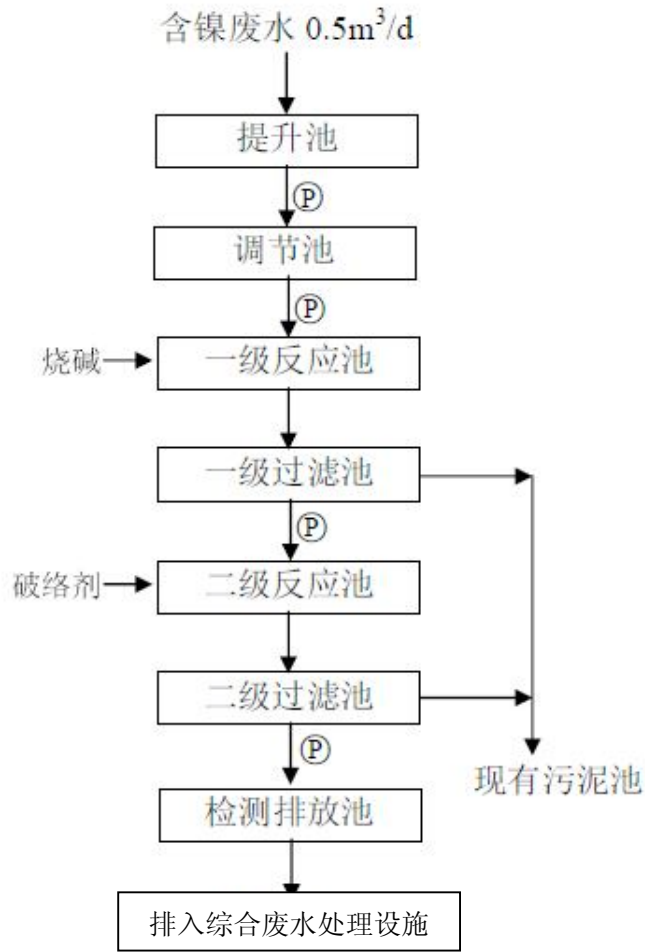 含镍废水 0.5m³/d
提升池
Ⓟ
调节池
Ⓟ
烧碱
一级反应池
一级过滤池
Ⓟ
破络剂
二级反应池
二级过滤池
Ⓟ
现有污泥池
检测排放池
排入综合废水处理设施